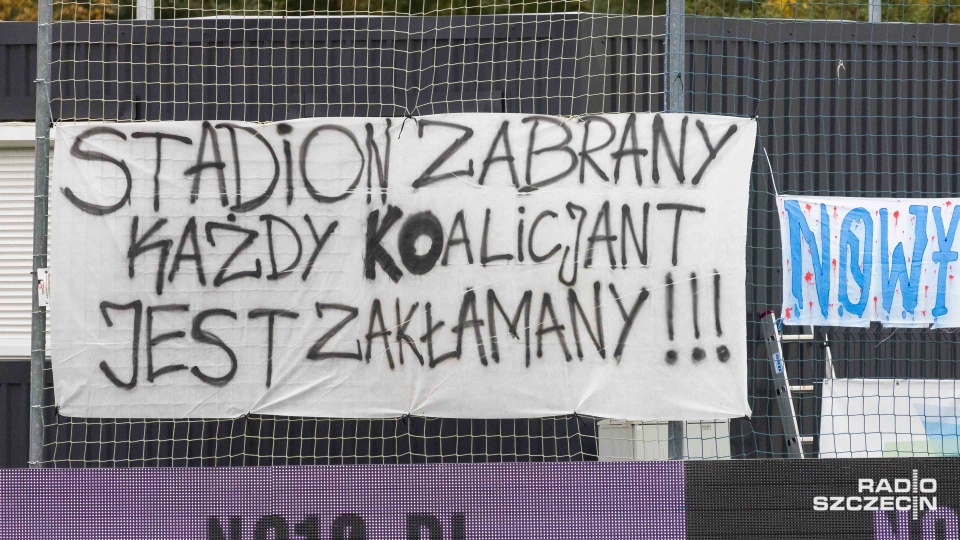 STADION ZABRANY
KAŻDY KOALICJANT
JEST ZAKŁAMANY!!!
NOWY
RADIO
SZCZECIN